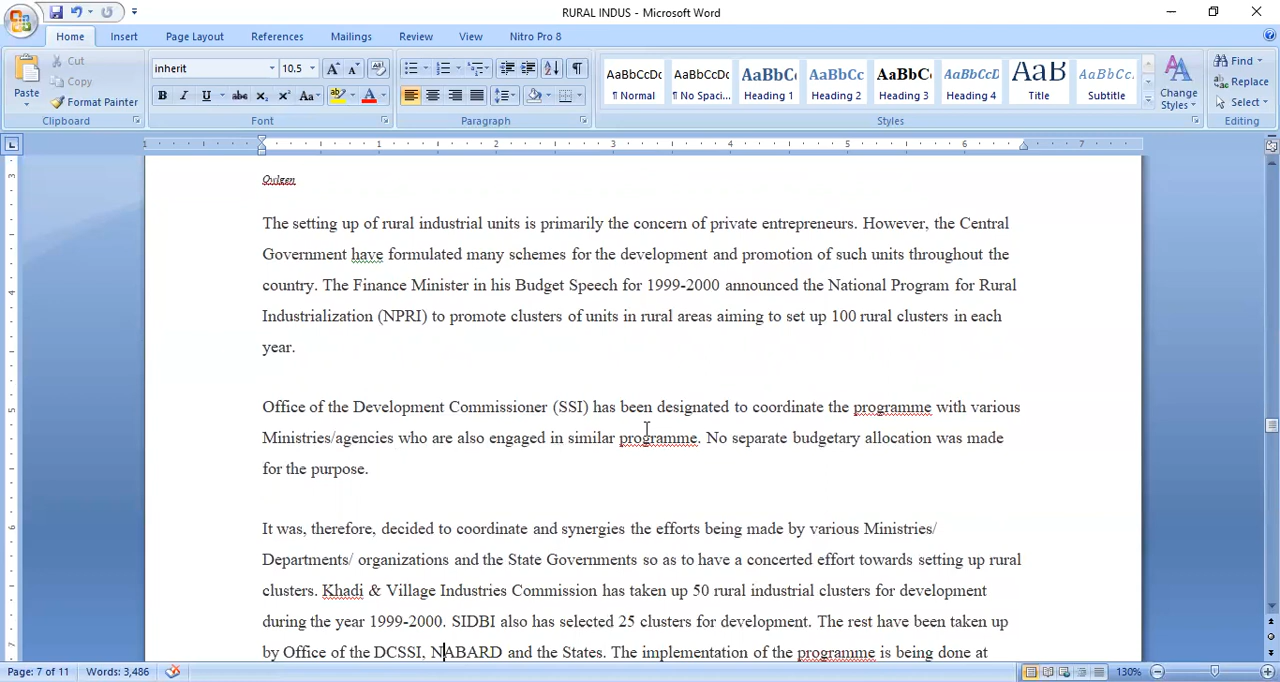 RURAL INDUS - Microsoft Word
Home Insert Page Layout References Mailings Review View Nitro Pro 8
Paste
Cut
Copy
Format Painter
Clipboard
inherit 10.5
Font
Paragraph
AaBbCcDc AaBbCcDc AaBbCc AaBbCc AaBbCc AaBbCcD AaB AaBbCc.
¶ Normal ¶ No Spaci... Heading 1 Heading 2 Heading 3 Heading 4 Title Subtitle
Change
Styles
Styles
Find
Replace
Select
Editing
1 1 2 3 4 5 6 7
The setting up of rural industrial units is primarily the concern of private entrepreneurs. However, the Central
Government have formulated many schemes for the development and promotion of such units throughout the
country. The Finance Minister in his Budget Speech for 1999-2000 announced the National Program for Rural
Industrialization (NPRI) to promote clusters of units in rural areas aiming to set up 100 rural clusters in each
year.
Office of the Development Commissioner (SSI) has been designated to coordinate the programme with various
Ministries/agencies who are also engaged in similar programme. No separate budgetary allocation was made
for the purpose.
It was, therefore, decided to coordinate and synergies the efforts being made by various Ministries/
Departments/ organizations and the State Governments so as to have a concerted effort towards setting up rural
clusters. Khadi & Village Industries Commission has taken up 50 rural industrial clusters for development
during the year 1999-2000. SIDBI also has selected 25 clusters for development. The rest have been taken up
by Office of the DCSSI, NABARD and the States. The implementation of the programme is being done at
Page: 7 of 11 Words: 3,486 130%